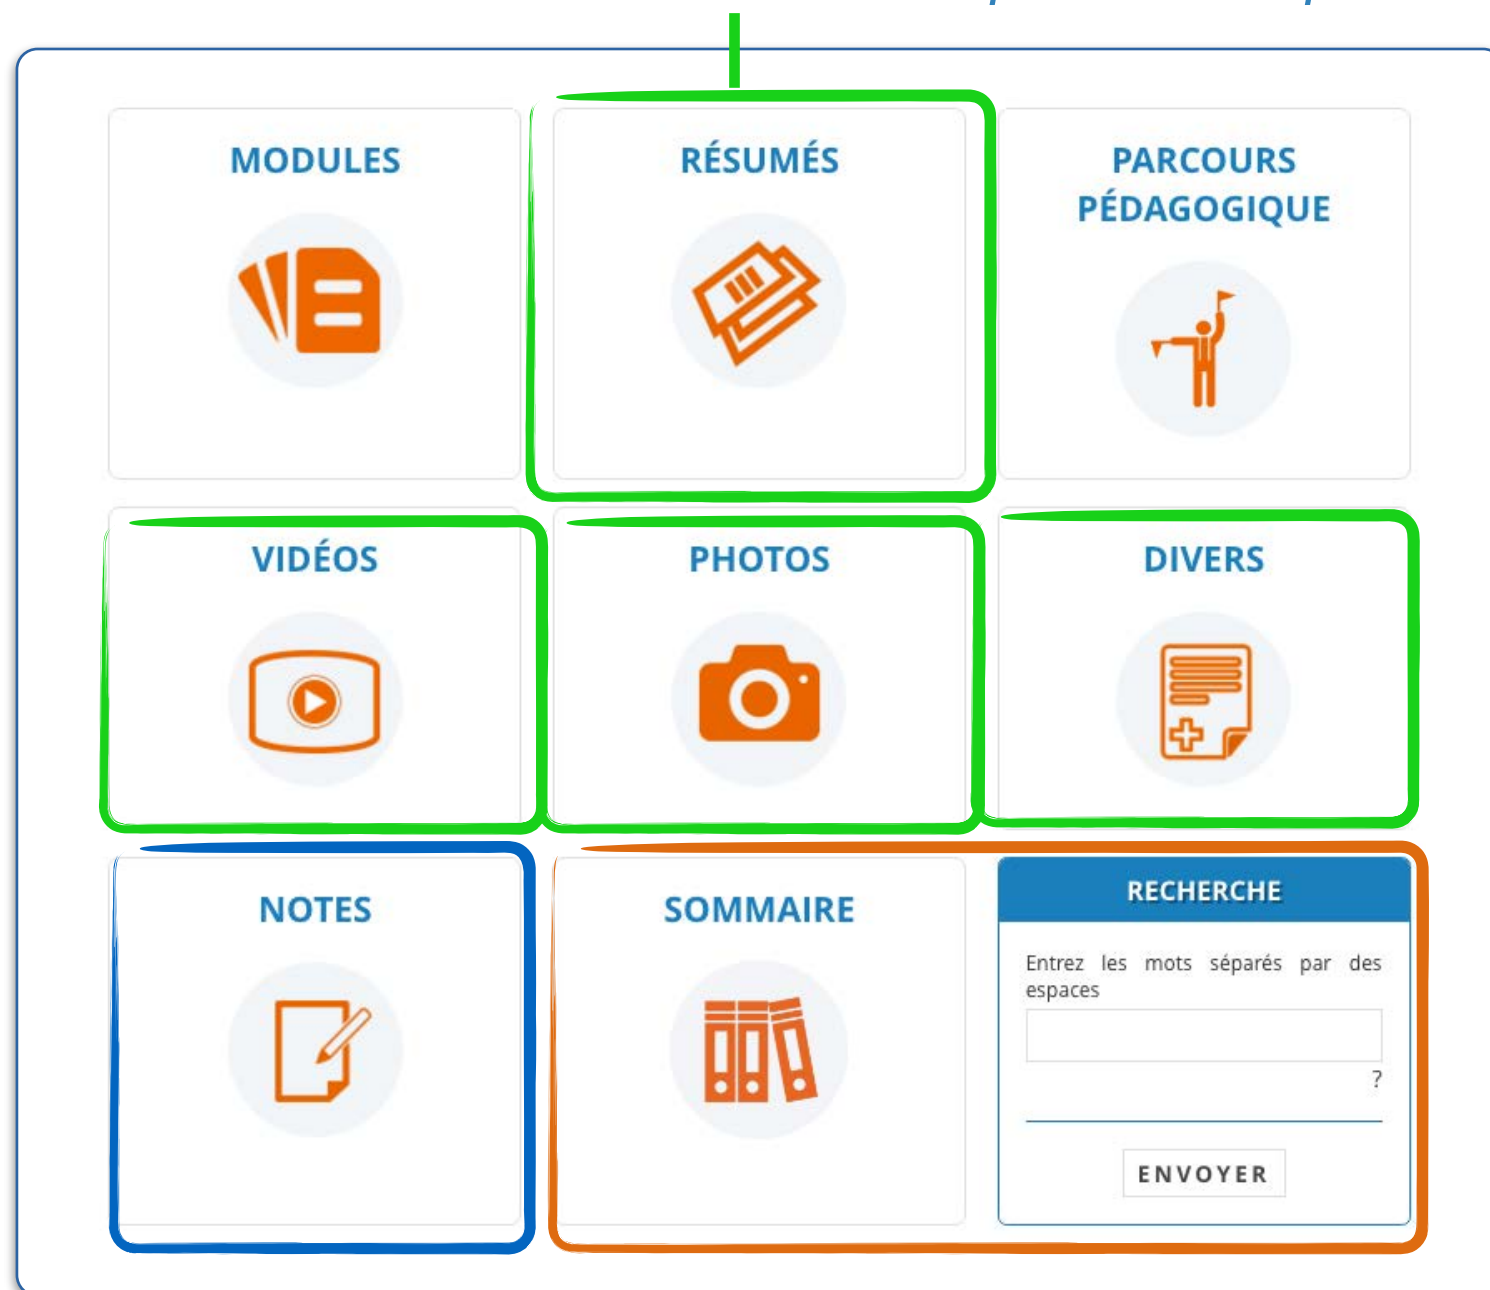 MODULES
RÉSUMÉS
PARCOURS
PÉDAGOGIQUE
VIDÉOS
PHOTOS
DIVERS
NOTES
SOMMAIRE
RECHERCHE
Entrez les mots séparés par des
espaces
?
ENVOYER